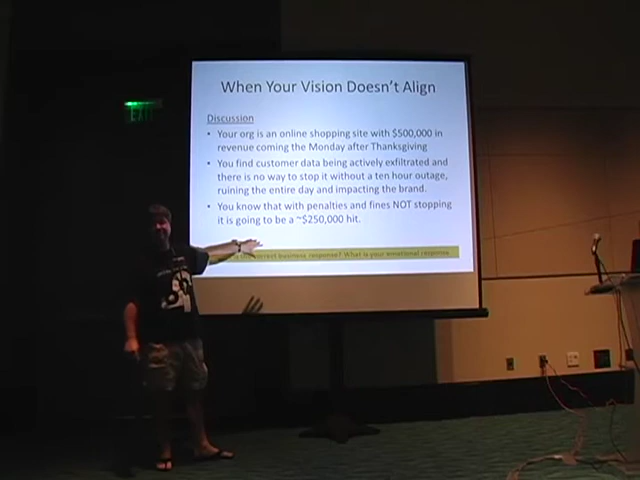 When Your Vision Doesn't Align
Discussion
• Your org is an online shopping site with $500,000 in
revenue coming the Monday after Thanksgiving
• You find customer data being actively exfiltrated and
there is no way to stop it without a ten hour outage,
ruining the entire day and impacting the brand.
• You know that with penalties and fines NOT stopping
it is going to be a ~$250,000 hit.
the correct business response? What is your emotional response
EXIT